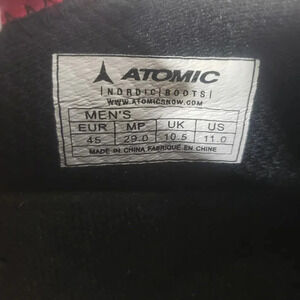 ATOMIC
NORDIC BOOTS
WWW.ATOMICSNOW.COM
MEN'S
EUR MP UK US
45 29.0 10.5 11.0
MADE IN CHINA FABRIQUÉ EN CHINE